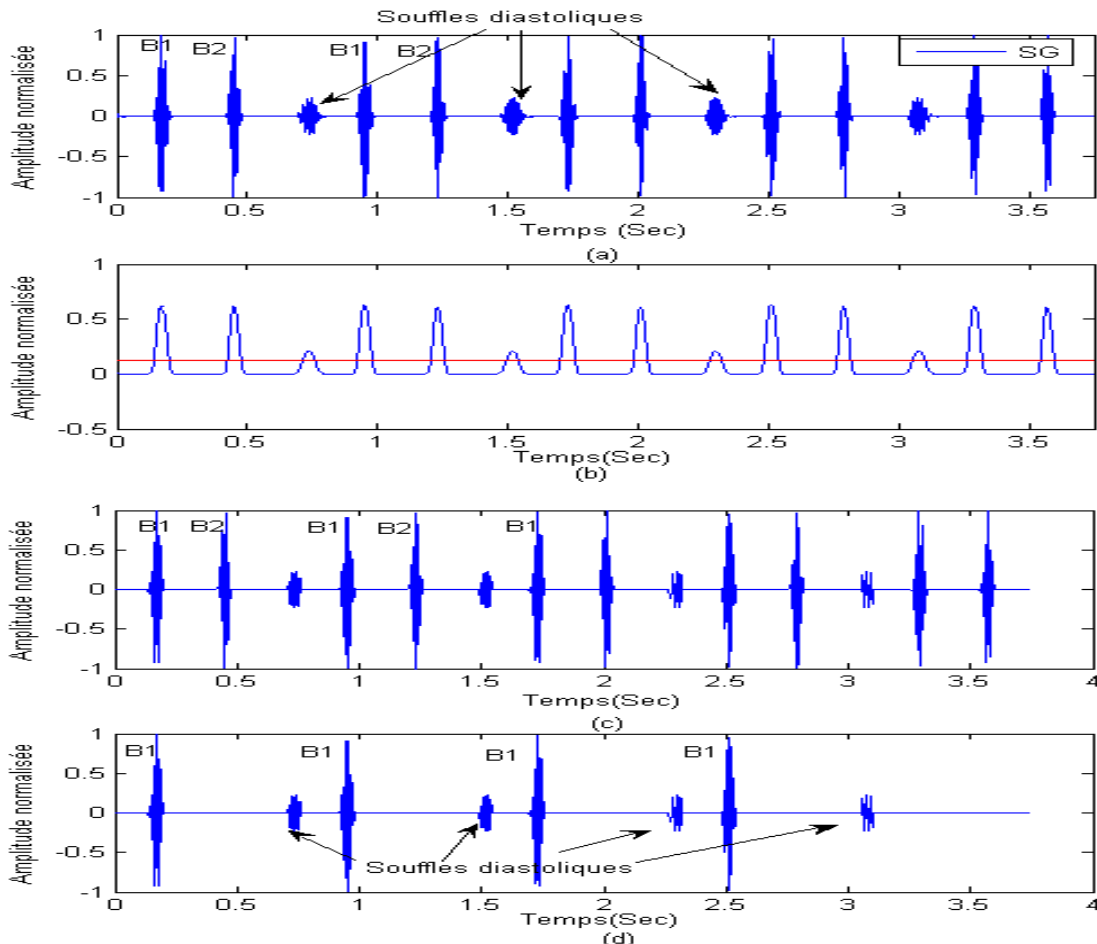 Souffles diastoliques
Amplitude normalisée
1
0.5
0
-0.5
-1
B1
B2
B1
B2
SG
0
0.5
1
1.5
2
2.5
3
3.5
Temps (Sec)
(a)
Amplitude normalisée
1
0.5
0
-0.5
0
0.5
1
1.5
2
2.5
3
3.5
Temps(Sec)
(b)
Amplitude normalisée
1
0.5
0
-0.5
-1
B1
B2
B1
B2
B1
0
0.5
1
1.5
2
2.5
3
3.5
4
Temps(Sec)
(c)
Amplitude normalisée
1
0.5
0
-0.5
-1
B1
B1
B1
B1
Souffles diastoliques
0
0.5
1
1.5
2
2.5
3
3.5
4
Temps(Sec)
(d)